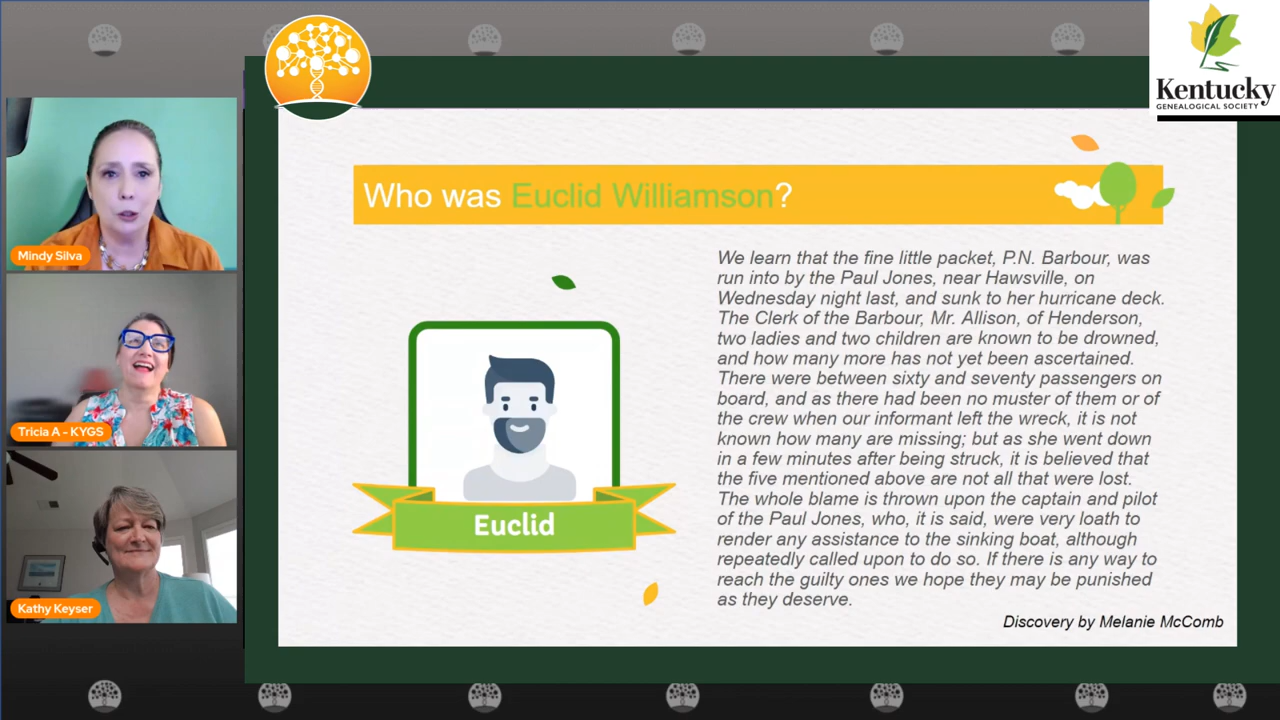 Kentucky
GENEALOGICAL SOCIETY
Mindy Silva
Tricia A - KYGS
Kathy Keyser
Who was Euclid Williamson?
Euclid
We learn that the fine little packet, P.N. Barbour, was
run into by the Paul Jones, near Hawsville, on
Wednesday night last, and sunk to her hurricane deck.
The Clerk of the Barbour, Mr. Allison, of Henderson,
two ladies and two children are known to be drowned,
and how many more has not yet been ascertained.
There were between sixty and seventy passengers on
board, and as there had been no muster of them or of
the crew when our informant left the wreck, it is not
known how many are missing; but as she went down
in a few minutes after being struck, it is believed that
the five mentioned above are not all that were lost.
The whole blame is thrown upon the captain and pilot
of the Paul Jones, who, it is said, were very loath to
render any assistance to the sinking boat, although
repeatedly called upon to do so. If there is any way to
reach the guilty ones we hope they may be punished
as they deserve.
Discovery by Melanie McComb